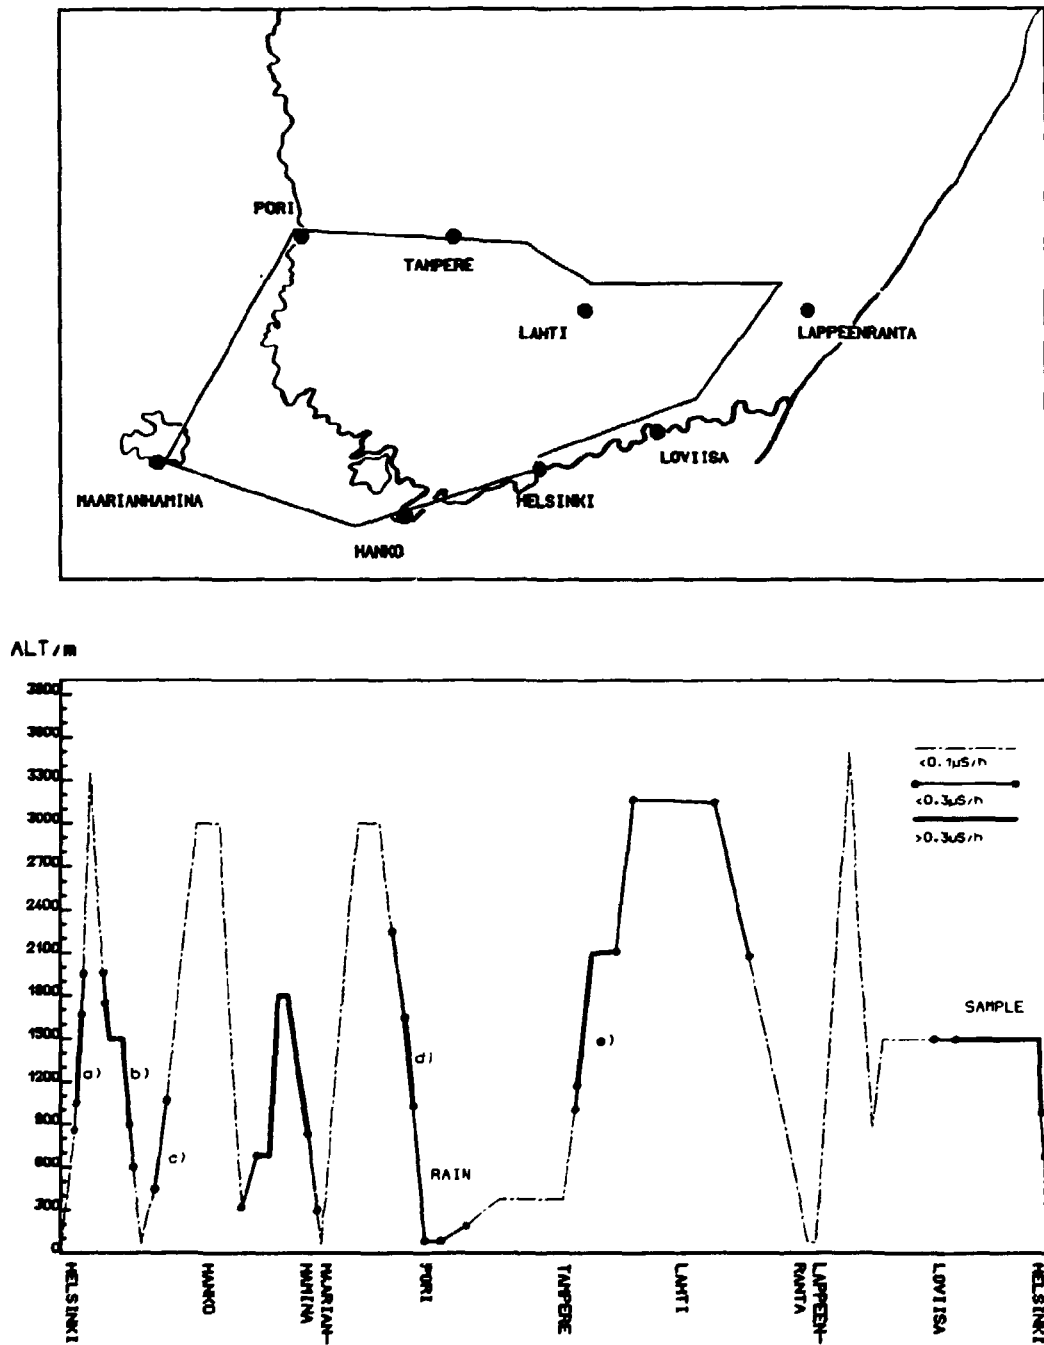 PORI
TAMPERE
LAHTI
LAPPEENRANTA
LOVIISA
MAARIANHAMINA
HELSINKI
HANKO
ALT/m
3900
3600
3300
3000
2700
2400
2100
1800
1500
1200
900
600
300
0
<0.1µS/h
<0.3µS/h
>0.3µS/h
SAMPLE
a)
b)
c)
d)
e)
RAIN
HELSINKI
HANKO
MAARIAN-
HAMINA
PORI
TAMPERE
LAHTI
LAPPEEN-
RANTA
LOVIISA
HELSINKI